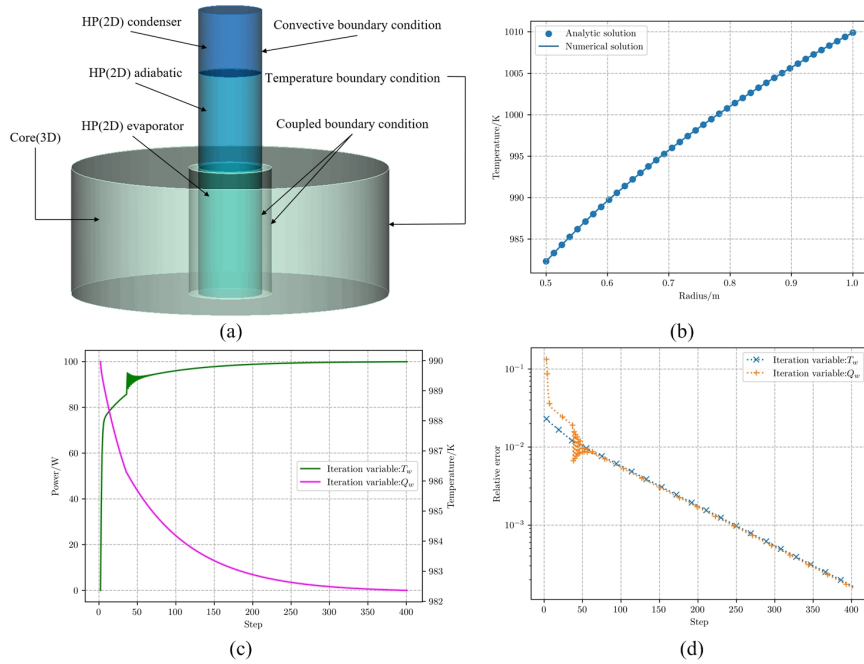 HP(2D) condenser
Convective boundary condition
HP(2D) adiabatic
Temperature boundary condition
HP(2D) evaporator
Coupled boundary condition
Core(3D)
(a)
1010
1005
1000
995
990
985
Temperature/K
Analytic solution
Numerical solution
0.5 0.6 0.7 0.8 0.9 1.0
Radius/m
(b)
100
80
60
40
20
0
Power/W
Iteration variable:T_w
Iteration variable:Q_w
990
989
988
987
986
985
984
983
982
Temperature/K
0 50 100 150 200 250 300 350 400
Step
(c)
10⁻¹
10⁻²
10⁻³
Relative error
Iteration variable:T_w
Iteration variable:Q_w
0 50 100 150 200 250 300 350 400
Step
(d)